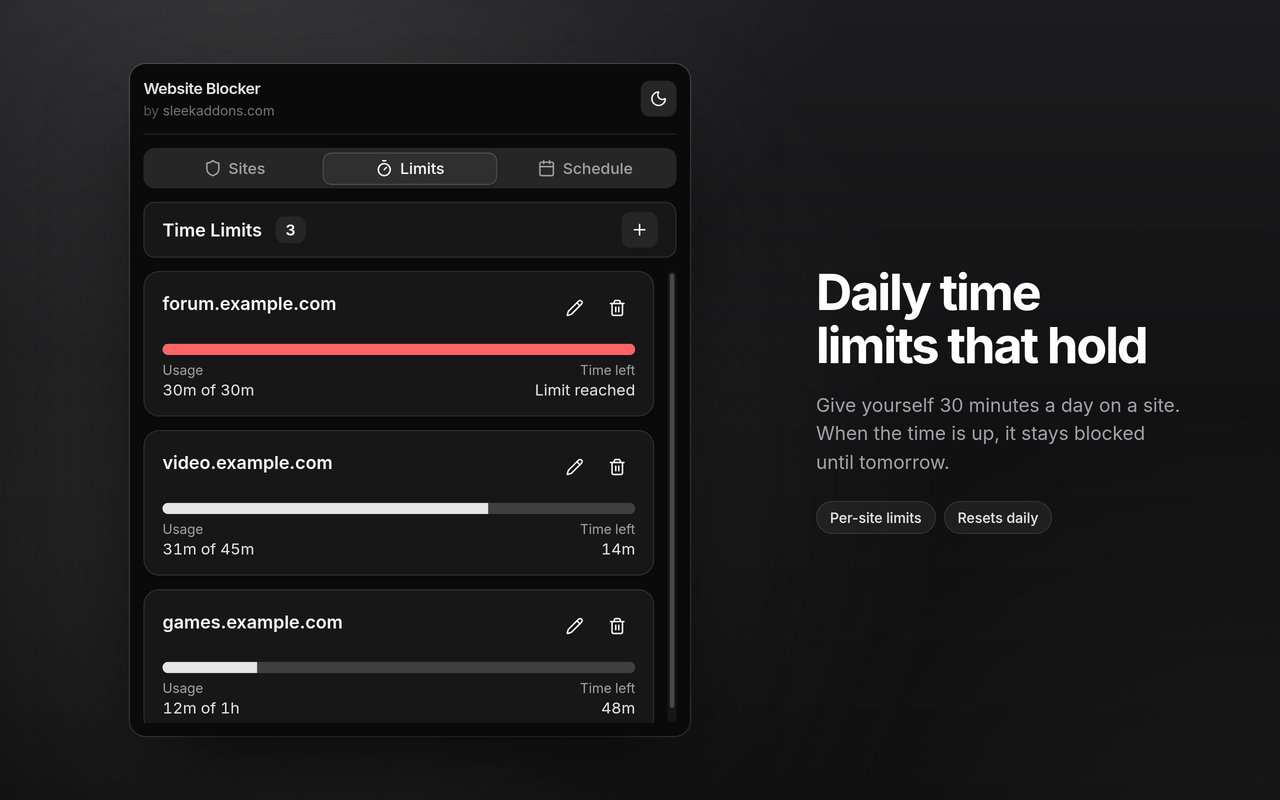 Website Blocker
by sleekaddons.com
Sites
Limits
Schedule
Time Limits 3
forum.example.com
Usage
Time left
30m of 30m
Limit reached
video.example.com
Usage
Time left
31m of 45m
14m
games.example.com
Usage
Time left
12m of 1h
48m
Daily time
limits that hold
Give yourself 30 minutes a day on a site.
When the time is up, it stays blocked
until tomorrow.
Per-site limits
Resets daily